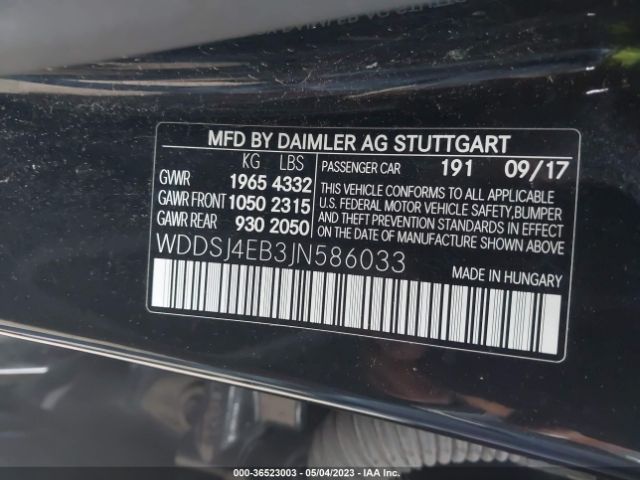 MFD BY DAIMLER AG STUTTGART
KG LBS
GVWR 1965 4332
GAWR FRONT 1050 2315
GAWR REAR 930 2050
PASSENGER CAR 191 09/17
THIS VEHICLE CONFORMS TO ALL APPLICABLE
U.S. FEDERAL MOTOR VEHICLE SAFETY, BUMPER
AND THEFT PREVENTION STANDARDS IN EFFECT
ON THE DATE OF MANUFACTURE SHOWN ABOVE.
WDDSJ4EB3JN586033
MADE IN HUNGARY
000-36523003 - 05/04/2023 - IAA Inc.